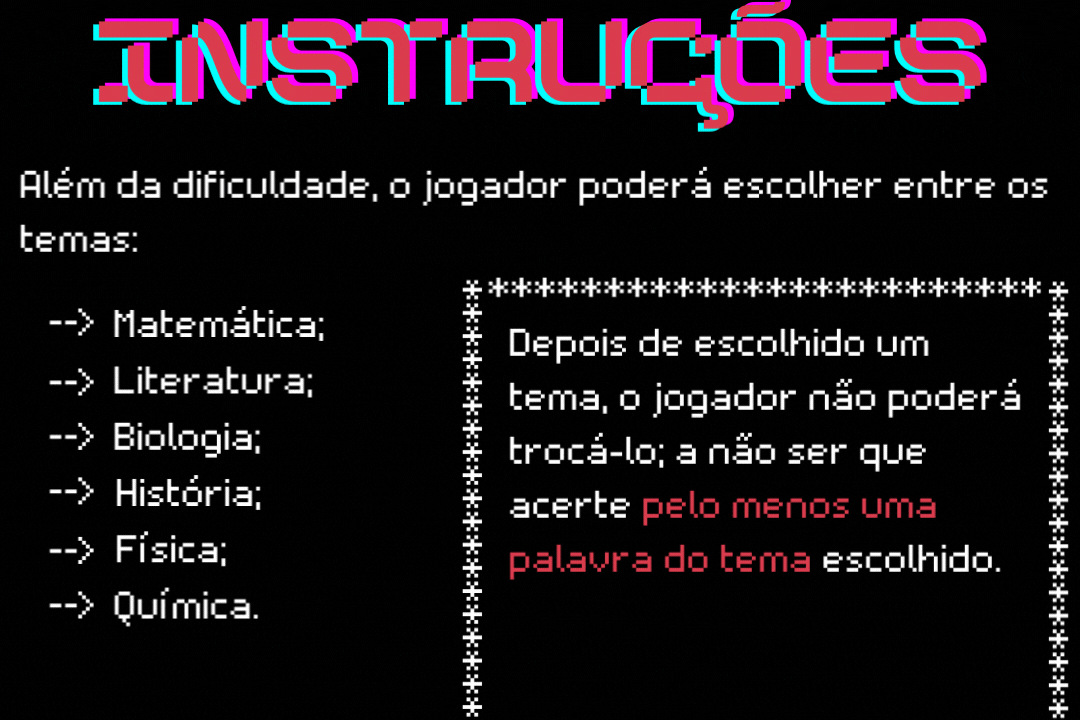 INSTRUÇÕES
Além da dificuldade, o jogador poderá escolher entre os
temas:
--> Matemática;
--> Literatura;
--> Biologia;
--> História;
--> Física;
--> Química.
************************
Depois de escolhido um
tema, o jogador não poderá
trocá-lo; a não ser que
acerte pelo menos uma
palavra do tema escolhido.